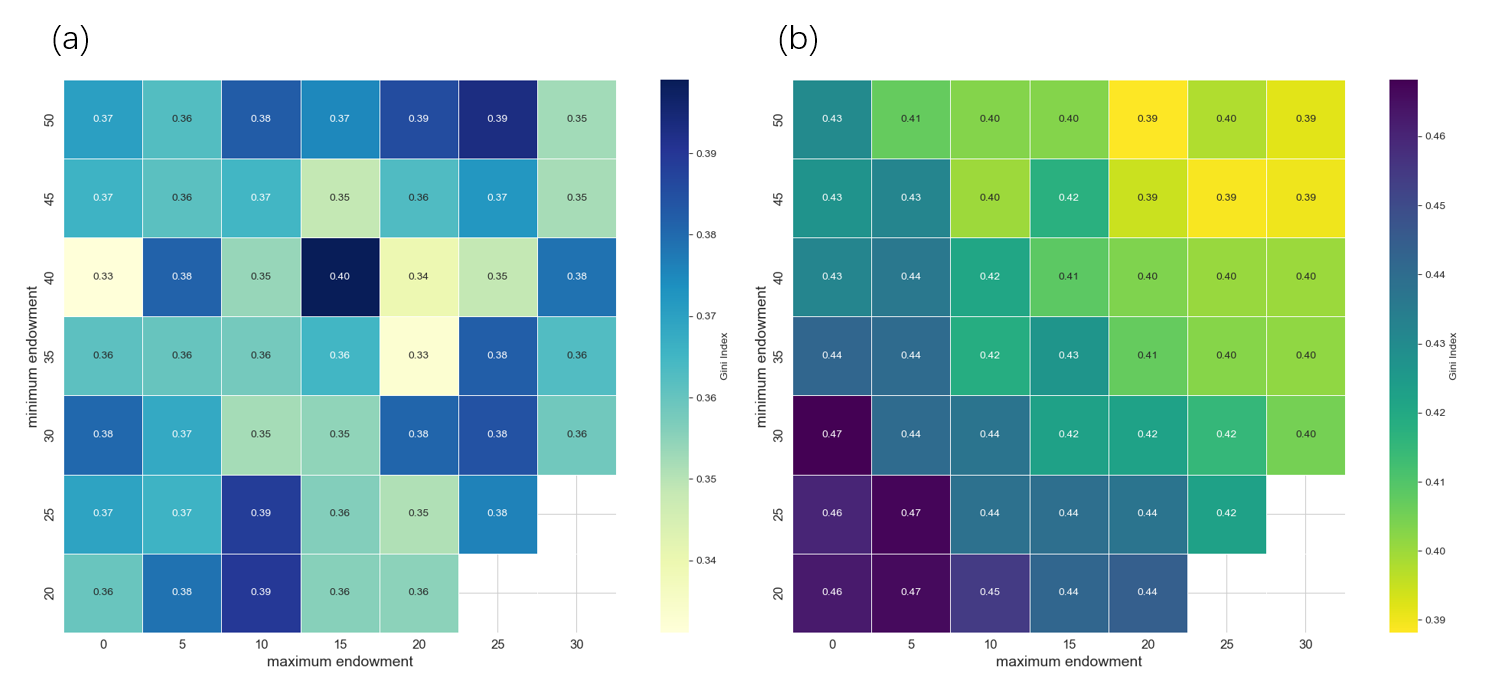 (a)
(b)
50 0.37 0.36 0.38 0.37 0.39 0.39 0.35
45 0.37 0.36 0.37 0.35 0.36 0.37 0.35
40 0.33 0.38 0.35 0.40 0.34 0.35 0.38
35 0.36 0.36 0.36 0.36 0.33 0.38 0.36
30 0.38 0.37 0.35 0.35 0.38 0.38 0.36
25 0.37 0.37 0.39 0.36 0.35 0.38
20 0.36 0.38 0.39 0.36 0.36
0 5 10 15 20 25 30
maximum endowment
minimum endowment
0.39
0.38
0.37
0.36
0.35
0.34
Gini Index
50 0.43 0.41 0.40 0.40 0.39 0.40 0.39
45 0.43 0.43 0.40 0.42 0.39 0.39 0.39
40 0.43 0.44 0.42 0.41 0.40 0.40 0.40
35 0.44 0.44 0.42 0.43 0.41 0.40 0.40
30 0.47 0.44 0.44 0.42 0.42 0.42 0.40
25 0.46 0.47 0.44 0.44 0.44 0.42
20 0.46 0.47 0.45 0.44 0.44
0 5 10 15 20 25 30
maximum endowment
minimum endowment
0.46
0.45
0.44
0.43
0.42
0.41
0.40
0.39
Gini Index